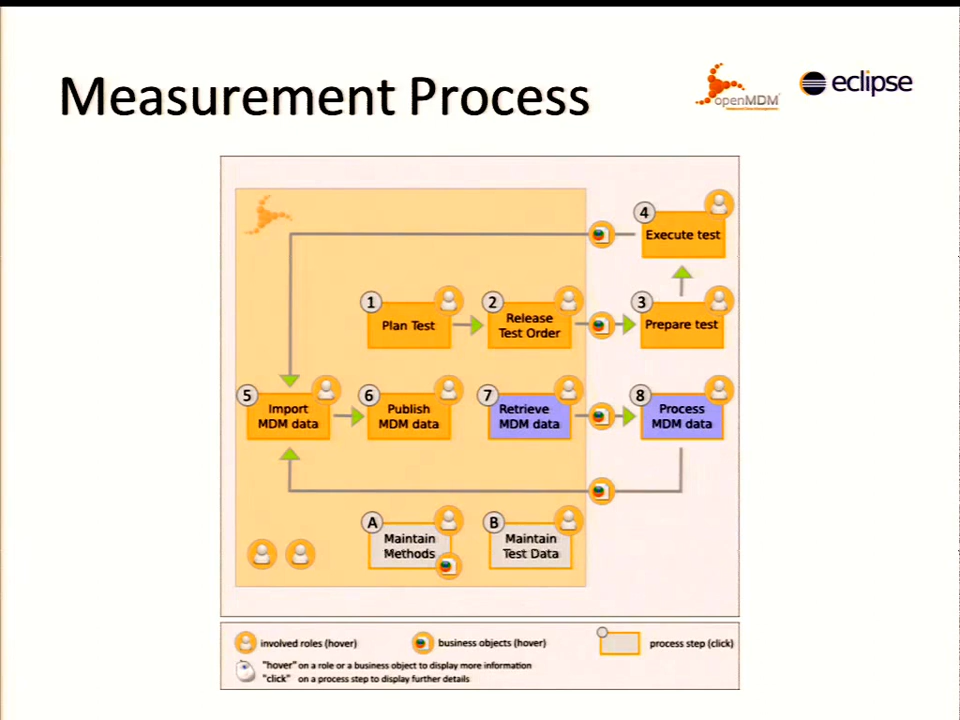 Measurement Process
openMDM
eclipse
4
Execute test
1
Plan Test
2
Release
Test Order
3
Prepare test
5
Import
MDM data
6
Publish
MDM data
7
Retrieve
MDM data
8
Process
MDM data
A
Maintain
Methods
B
Maintain
Test Data
involved roles (hover)
business objects (hover)
process step (click)
"hover" on a role or a business object to display more information
"click" on a process step to display further details